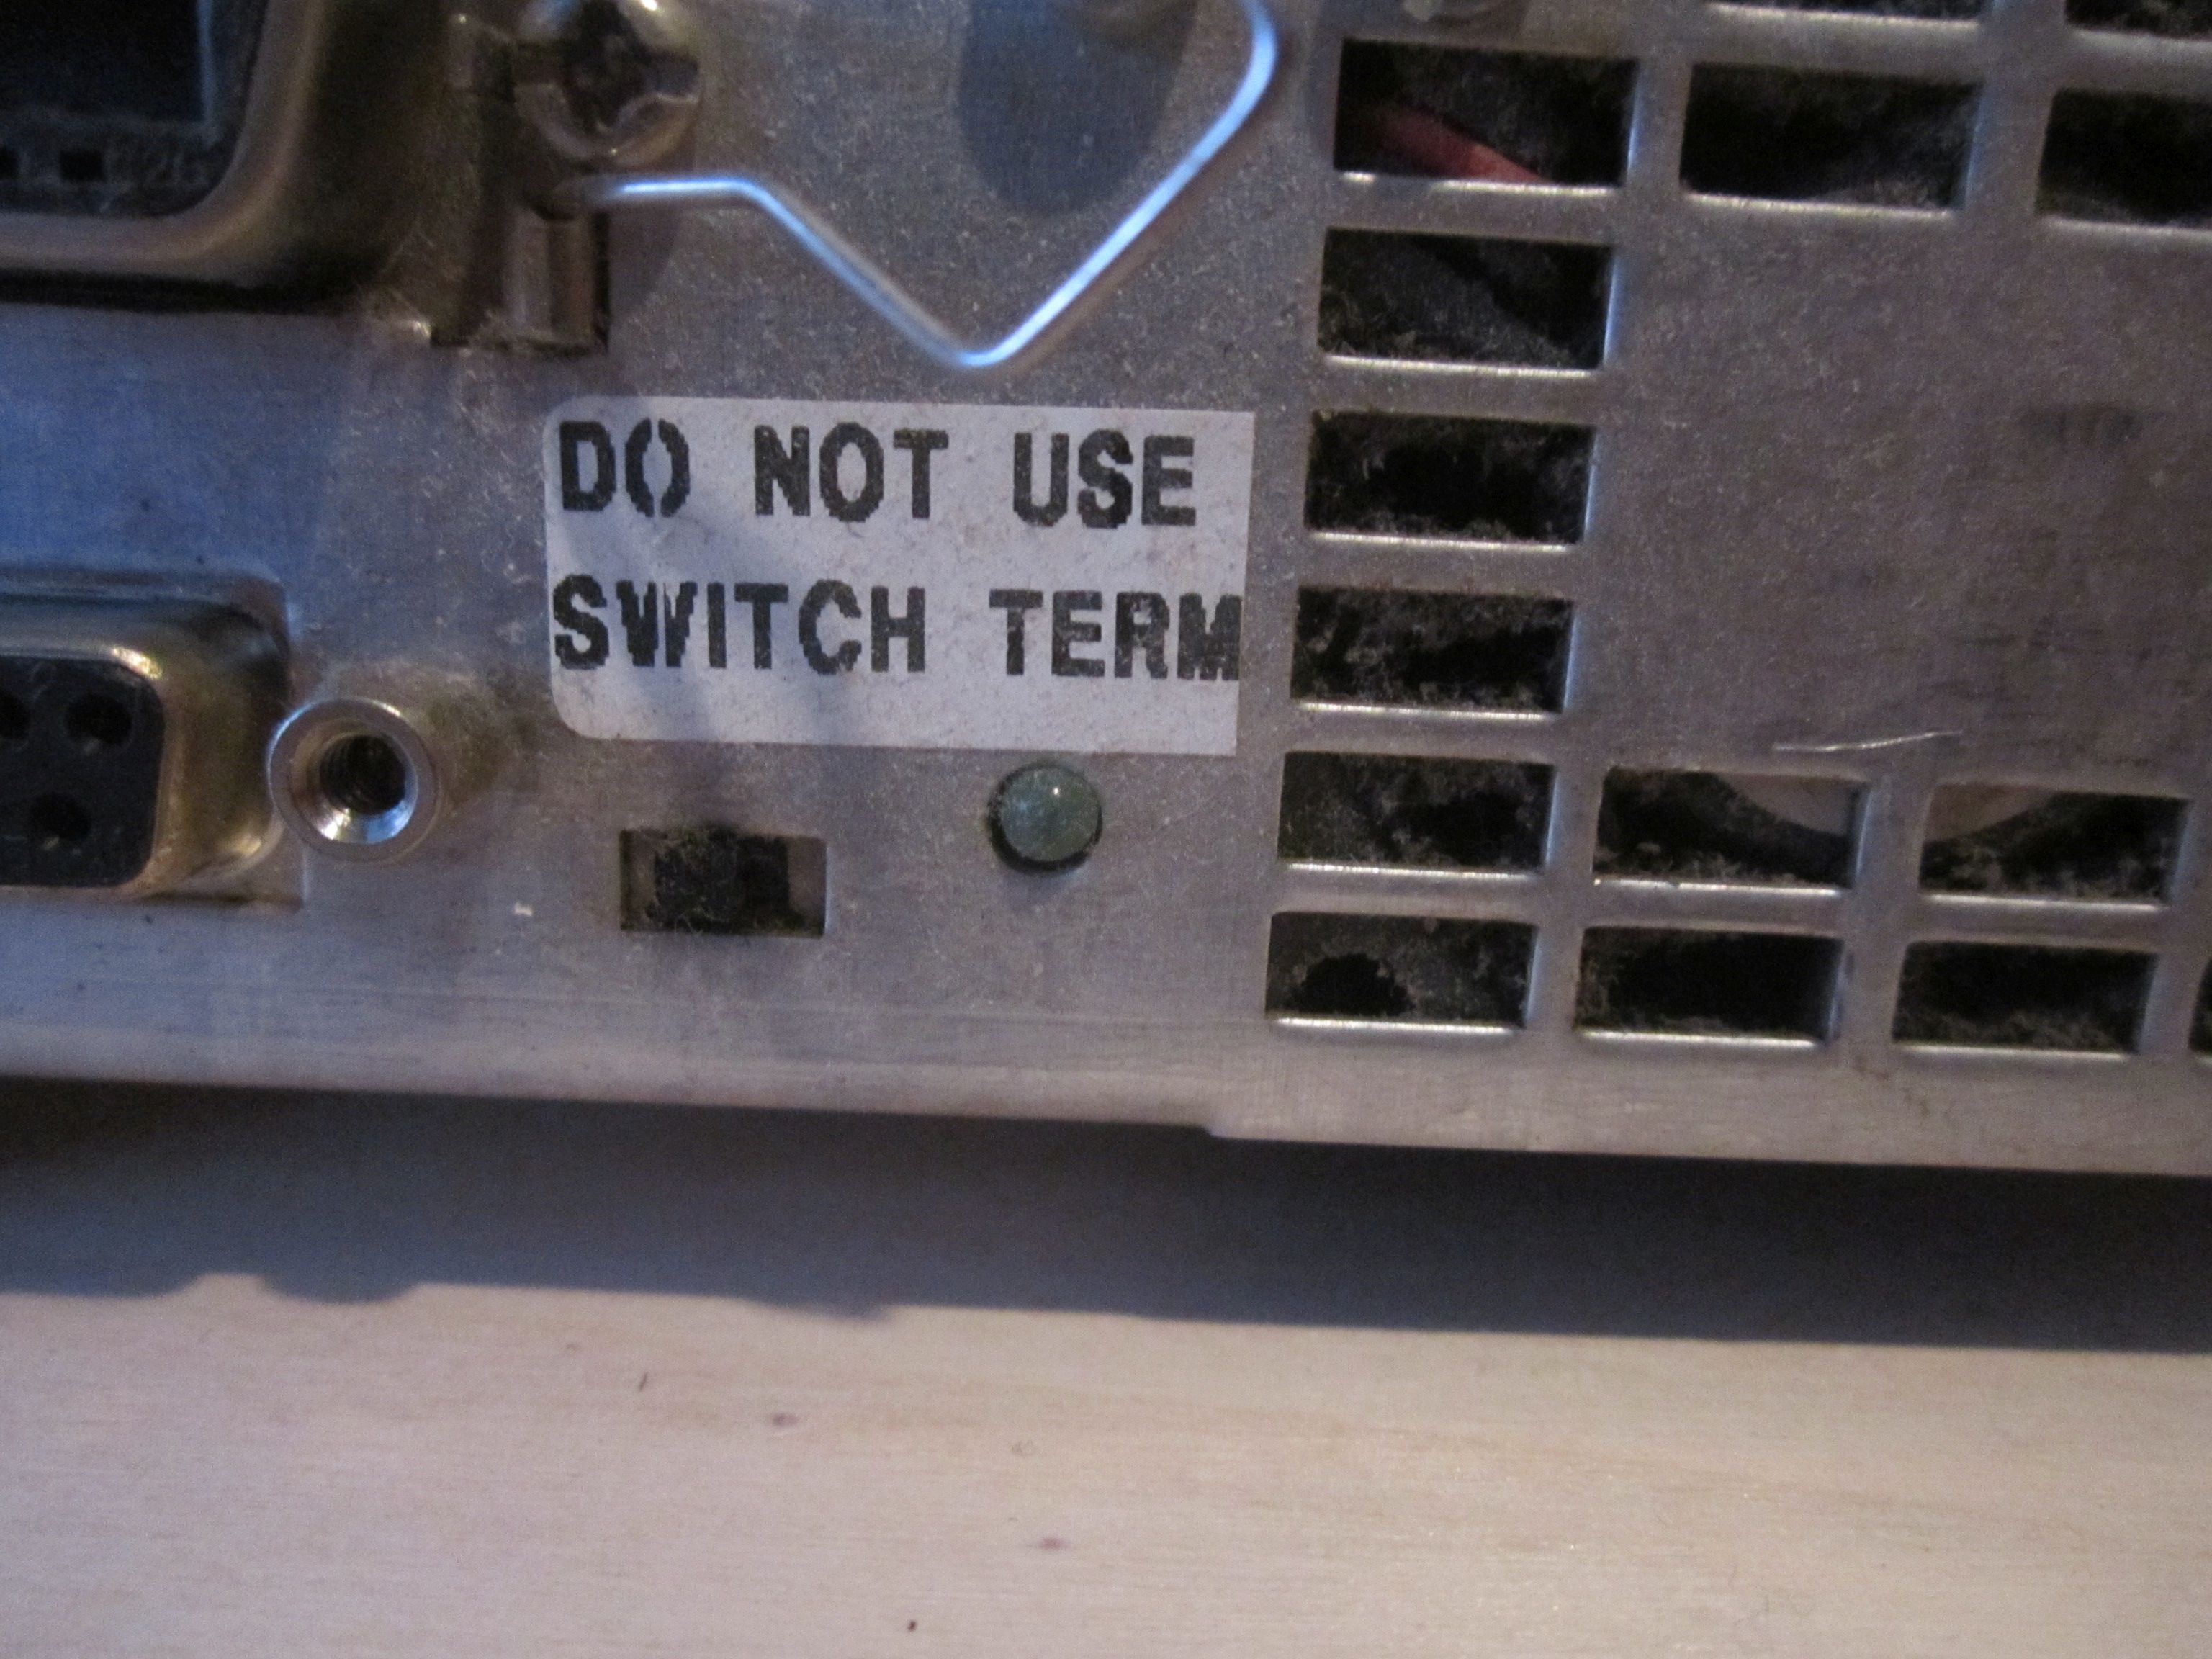 DO NOT USE
SWITCH TERM